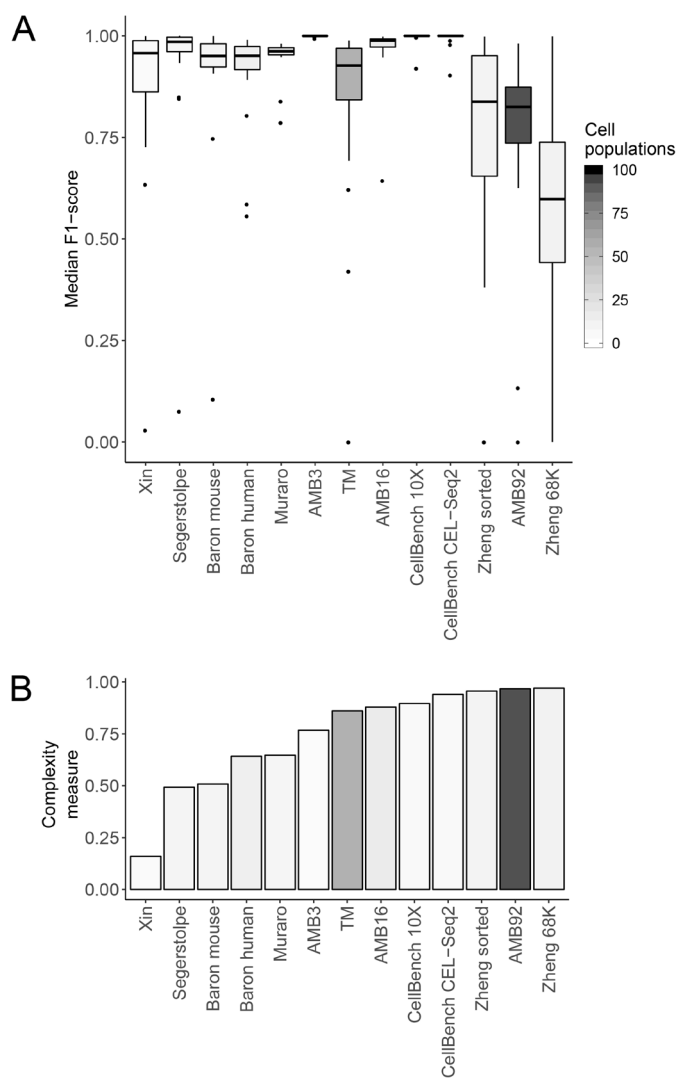 A
Median F1−score
1.00
0.75
0.50
0.25
0.00
Xin
Segerstolpe
Baron mouse
Baron human
Muraro
AMB3
TM
AMB16
CellBench 10X
CellBench CEL−Seq2
Zheng sorted
AMB92
Zheng 68K
Cell
populations
100
75
50
25
0
B
Complexity
measure
1.00
0.75
0.50
0.25
0.00
Xin
Segerstolpe
Baron mouse
Baron human
Muraro
AMB3
TM
AMB16
CellBench 10X
CellBench CEL−Seq2
Zheng sorted
AMB92
Zheng 68K